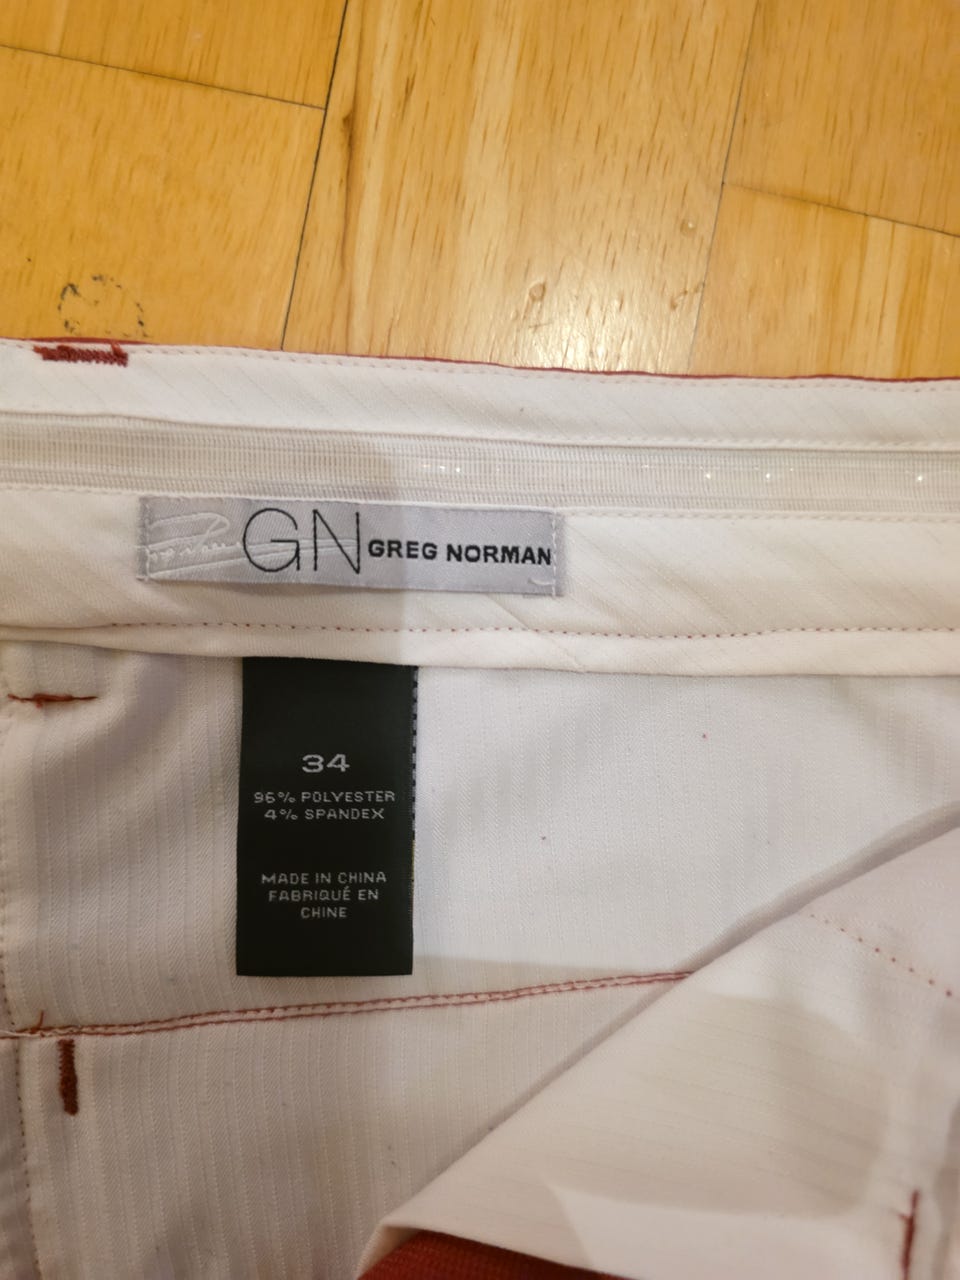 GN GREG NORMAN
34
96% POLYESTER
4% SPANDEX
MADE IN CHINA
FABRIQUÉ EN
CHINE